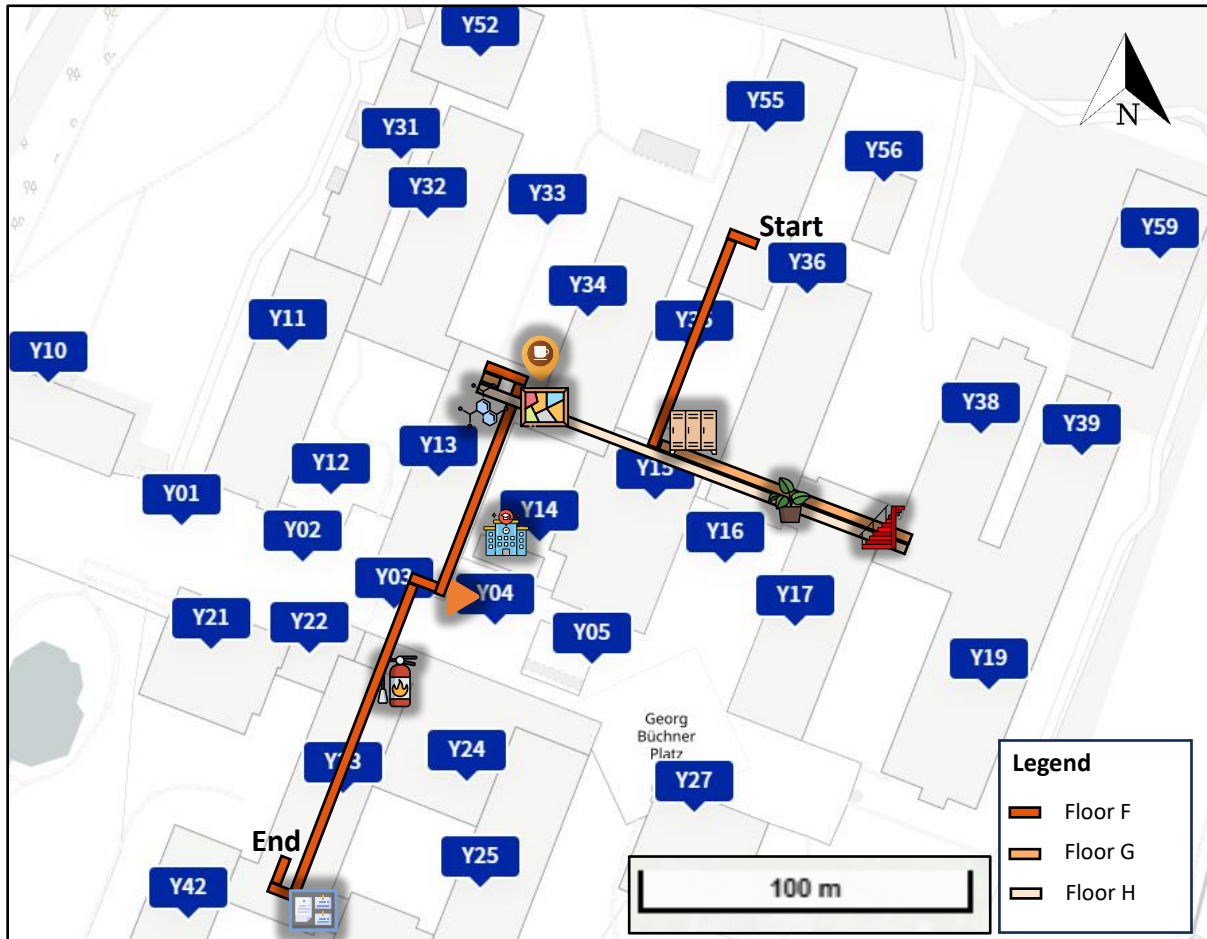 Y52
Y55
Y31
Y56
Y32
Y33
Y59
Start
Y36
Y34
Y11
Y35
Y10
Y38
Y39
Y13
Y12
Y15
Y01
Y14
Y02
Y16
Y03
Y04
Y17
Y21
Y22
Y05
Y19
Georg
Büchner
Platz
Y24
Y23
Y27
End
Y25
Y42
N
100 m
Legend
Floor F
Floor G
Floor H